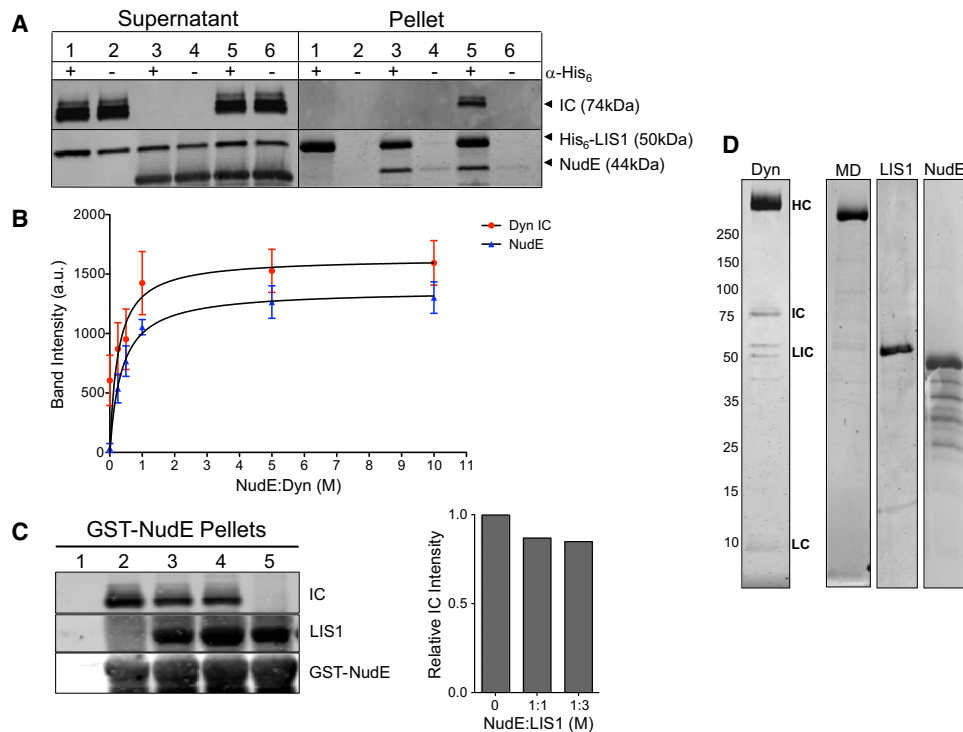 A
Supernatant Pellet
1 2 3 4 5 6 1 2 3 4 5 6
+ - + - + - + - + - + - α-His6
IC (74kDa)
His6-LIS1 (50kDa)
NudE (44kDa)
B
2000
1500
1000
500
0
Band Intensity (a.u.)
Dyn IC
NudE
0 1 2 3 4 5 6 7 8 9 10 11
NudE:Dyn (M)
C
GST-NudE Pellets
1 2 3 4 5
IC
LIS1
GST-NudE
1.0
0.5
0.0
Relative IC Intensity
0 1:1 1:3
NudE:LIS1 (M)
D
Dyn MD LIS1 NudE
HC
250
150
100
75 IC
50 LIC
35
25
15
10 LC